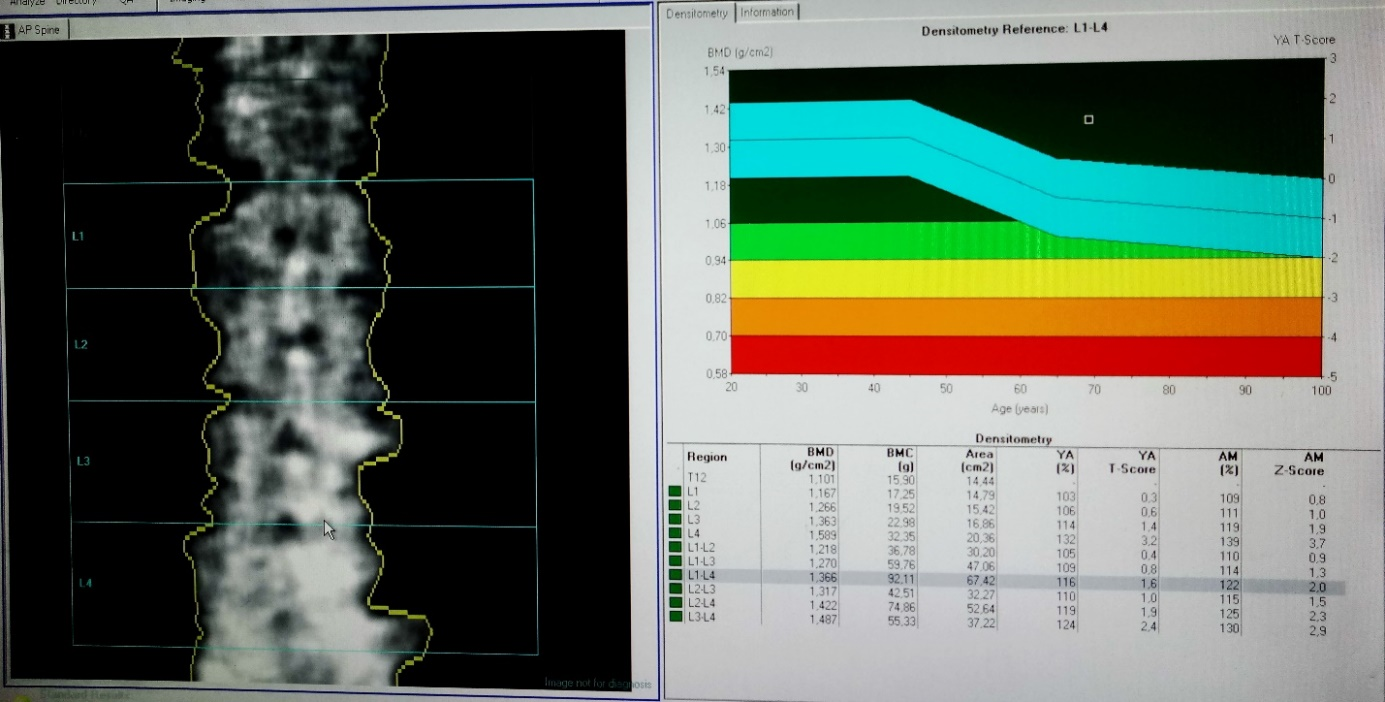 Analyze Directory QA Imaging
AP Spine
L1
L2
L3
L4
Image not for diagnosis
Standard Results
Densitometry Information
Densitometry Reference: L1-L4
BMD (g/cm2) YA T-Score
1,54 3
1,42 2
1,30 1
1,18 0
1,06 -1
0,94 -2
0,82 -3
0,70 -4
0,58 -5
20 30 40 50 60 70 80 90 100
Age (years)
Densitometry
Region BMD (g/cm2) BMC (g) Area (cm2) YA (%) YA T-Score AM (%) AM Z-Score
T12 1,101 15,90 14,44 - - - -
L1 1,167 17,25 14,79 103 0,3 109 0,8
L2 1,266 19,52 15,42 106 0,6 111 1,0
L3 1,363 22,98 16,86 114 1,4 119 1,9
L4 1,589 32,35 20,36 132 3,2 139 3,7
L1-L2 1,218 36,78 30,20 105 0,4 110 0,9
L1-L3 1,270 59,76 47,06 109 0,8 114 1,3
L1-L4 1,366 92,11 67,42 116 1,6 122 2,0
L2-L3 1,317 42,51 32,27 110 1,0 115 1,5
L2-L4 1,422 74,86 52,64 119 1,9 125 2,3
L3-L4 1,487 55,33 37,22 124 2,4 130 2,9